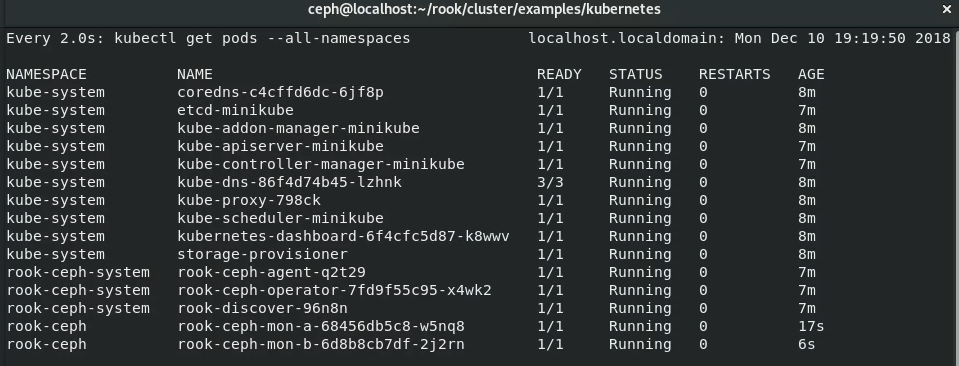 ceph@localhost:~/rook/cluster/examples/kubernetes ×
Every 2.0s: kubectl get pods --all-namespaces localhost.localdomain: Mon Dec 10 19:19:50 2018
NAMESPACE NAME READY STATUS RESTARTS AGE
kube-system coredns-c4cffd6dc-6jf8p 1/1 Running 0 8m
kube-system etcd-minikube 1/1 Running 0 7m
kube-system kube-addon-manager-minikube 1/1 Running 0 8m
kube-system kube-apiserver-minikube 1/1 Running 0 7m
kube-system kube-controller-manager-minikube 1/1 Running 0 7m
kube-system kube-dns-86f4d74b45-lzhnk 3/3 Running 0 8m
kube-system kube-proxy-798ck 1/1 Running 0 8m
kube-system kube-scheduler-minikube 1/1 Running 0 8m
kube-system kubernetes-dashboard-6f4cfc5d87-k8wwv 1/1 Running 0 8m
kube-system storage-provisioner 1/1 Running 0 8m
rook-ceph-system rook-ceph-agent-q2t29 1/1 Running 0 7m
rook-ceph-system rook-ceph-operator-7fd9f55c95-x4wk2 1/1 Running 0 7m
rook-ceph-system rook-discover-96n8n 1/1 Running 0 7m
rook-ceph rook-ceph-mon-a-68456db5c8-w5nq8 1/1 Running 0 17s
rook-ceph rook-ceph-mon-b-6d8b8cb7df-2j2rn 1/1 Running 0 6s